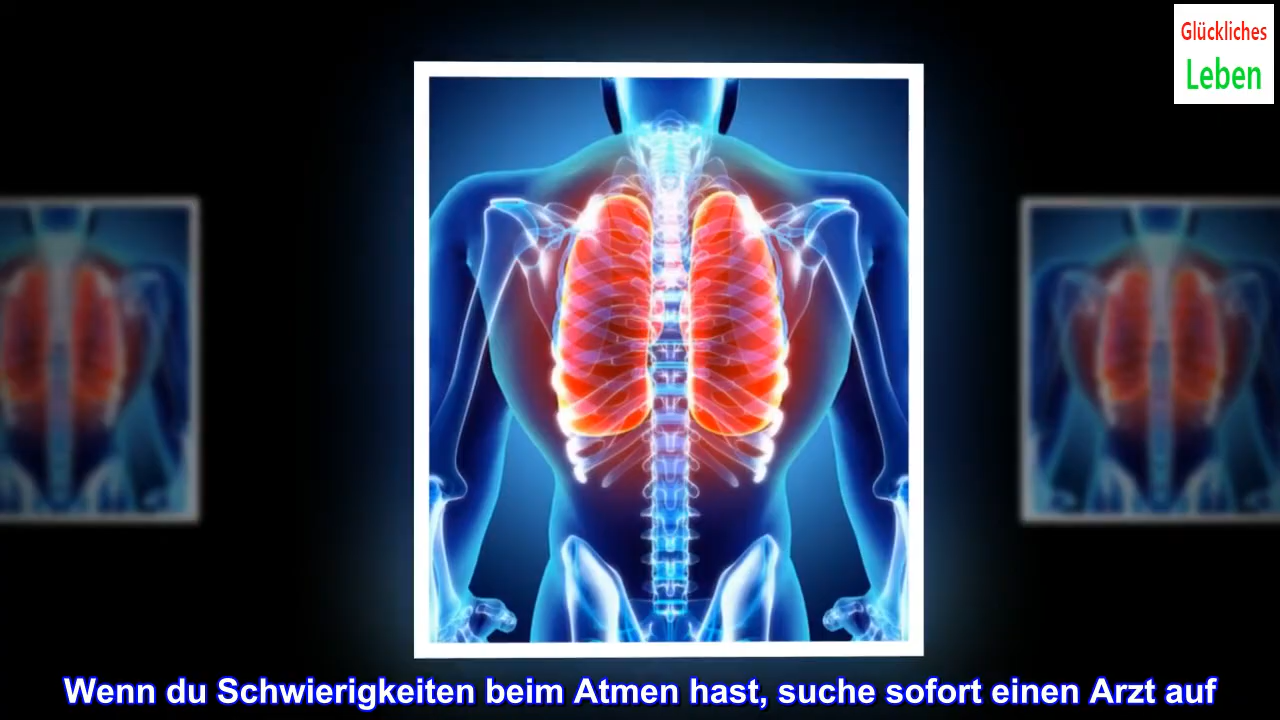 Glückliches
Leben
Wenn du Schwierigkeiten beim Atmen hast, suche sofort einen Arzt auf